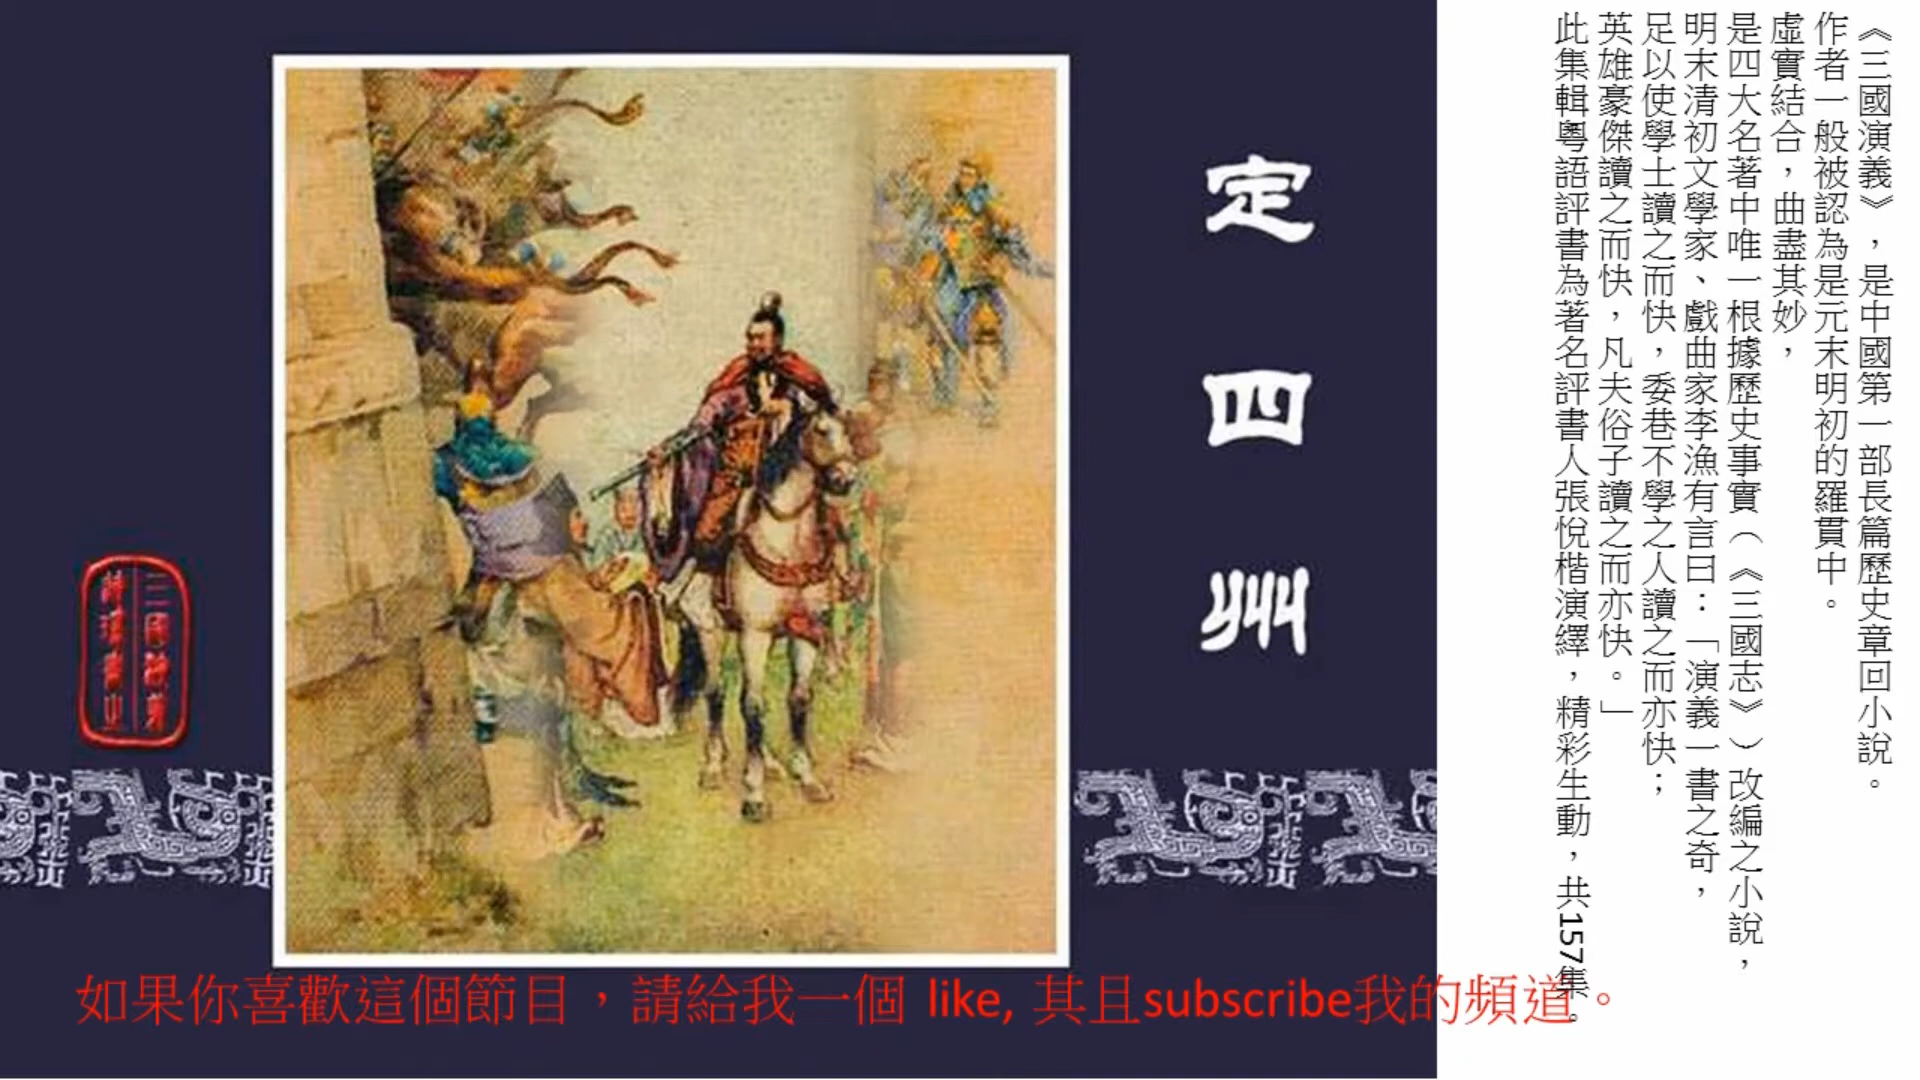 《三國演義》，是中國第一部長篇歷史章回小說。
作者一般被認為是元末明初的羅貫中。
虛實結合，曲盡其妙，
是四大名著中唯一根據歷史事實（《三國志》）改編之小說，
明末清初文學家、戲曲家李漁有言曰：「演義一書之奇，
足以使學士讀之而快，委巷不學之人讀之而亦快；
英雄豪傑讀之而快，凡夫俗子讀之而亦快。」
此集輯粵語評書為著名評書人張悅楷演繹，精彩生動，共157集。
定四州
如果你喜歡這個節目，請給我一個 like, 其且subscribe我的頻道。